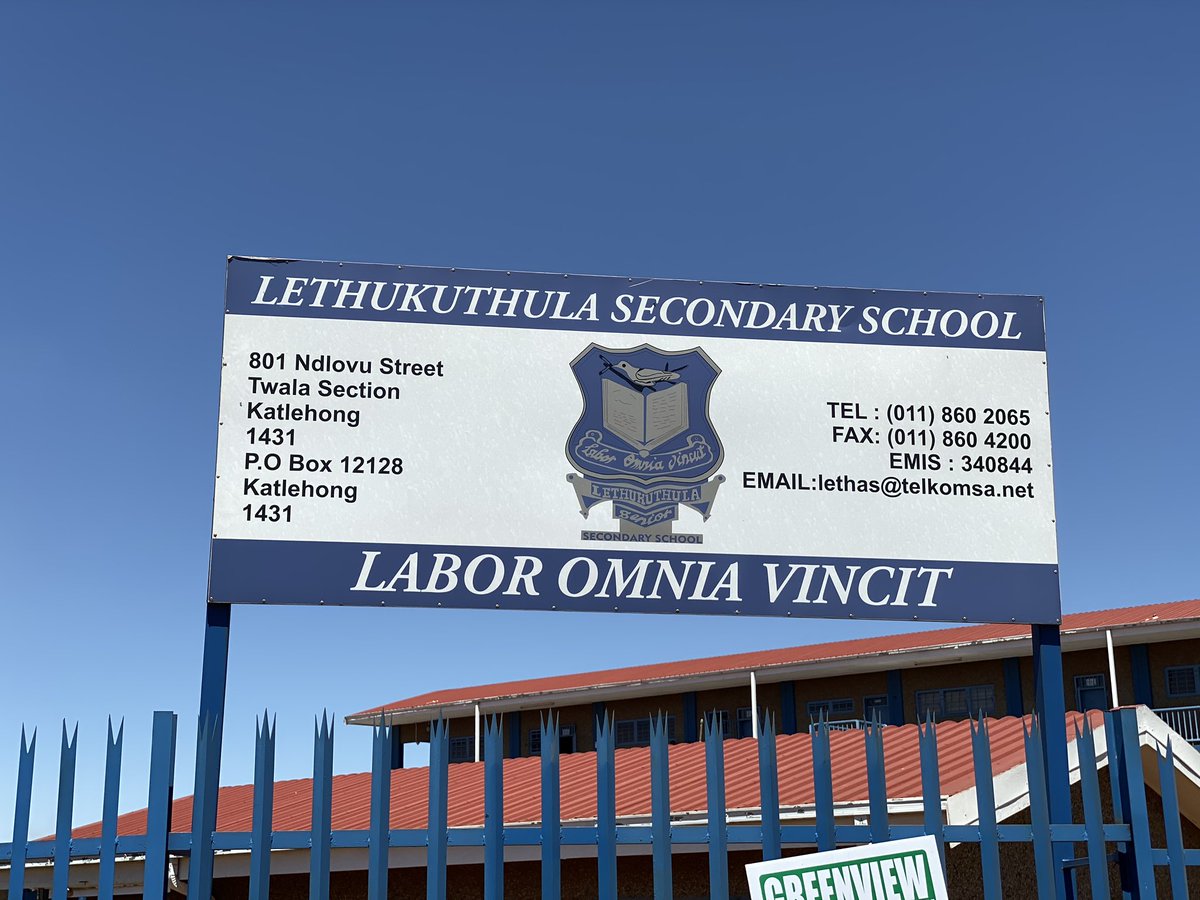 LETHUKUTHULA SECONDARY SCHOOL
801 Ndlovu Street
Twala Section
Katlehong
1431
P.O Box 12128
Katlehong
1431
Labor Omnia Vincit
LETHUKUTHULA
Senior
SECONDARY SCHOOL
TEL : (011) 860 2065
FAX: (011) 860 4200
EMIS : 340844
EMAIL:lethas@telkomsa.net
LABOR OMNIA VINCIT
GREENVIEW